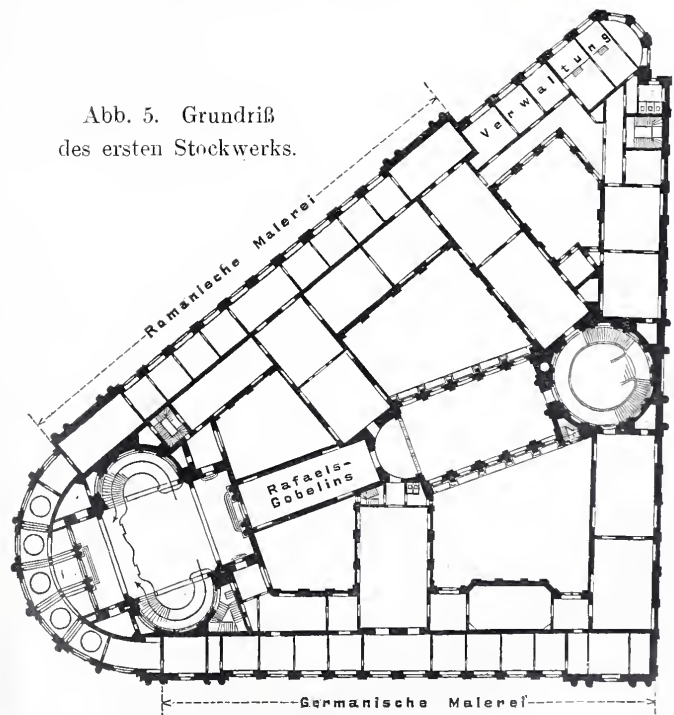 Abb. 5. Grundriß
des ersten Stockwerks.
Verwaltung
Romanische Malerei
Rafaels-
Gobelins
Germanische Malerei